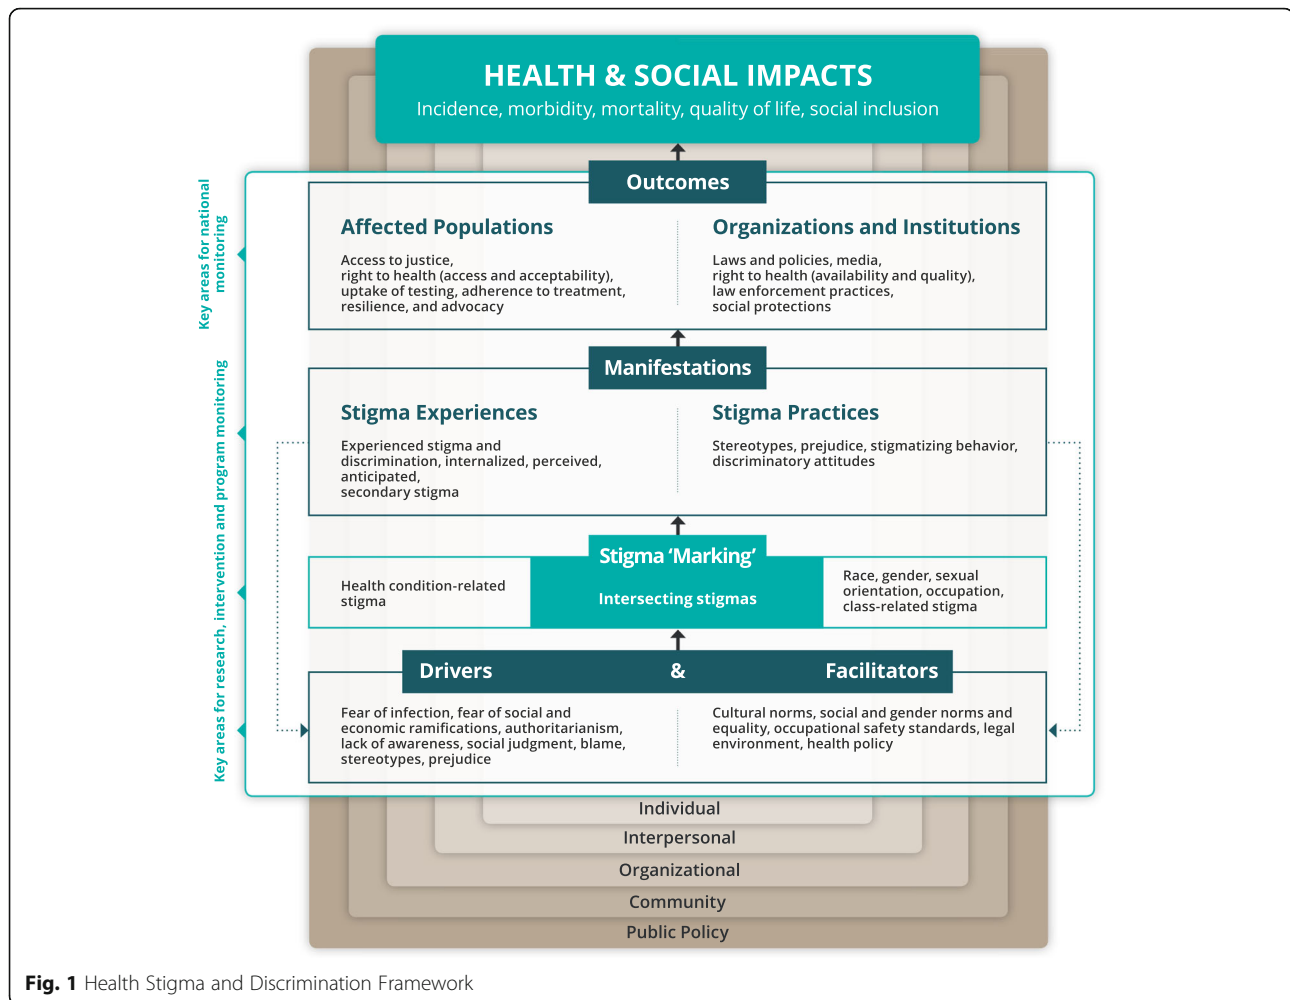 HEALTH & SOCIAL IMPACTS
Incidence, morbidity, mortality, quality of life, social inclusion
Key areas for national
monitoring
Outcomes
Affected Populations
Access to justice,
right to health (access and acceptability),
uptake of testing, adherence to treatment,
resilience, and advocacy
Organizations and Institutions
Laws and policies, media,
right to health (availability and quality),
law enforcement practices,
social protections
Key areas for research, intervention and program monitoring
Manifestations
Stigma Experiences
Experienced stigma and
discrimination, internalized, perceived,
anticipated,
secondary stigma
Stigma Practices
Stereotypes, prejudice, stigmatizing behavior,
discriminatory attitudes
Stigma ‘Marking’
Health condition-related
stigma
Intersecting stigmas
Race, gender, sexual
orientation, occupation,
class-related stigma
Drivers & Facilitators
Fear of infection, fear of social and
economic ramifications, authoritarianism,
lack of awareness, social judgment, blame,
stereotypes, prejudice
Cultural norms, social and gender norms and
equality, occupational safety standards, legal
environment, health policy
Individual
Interpersonal
Organizational
Community
Public Policy
Fig. 1 Health Stigma and Discrimination Framework